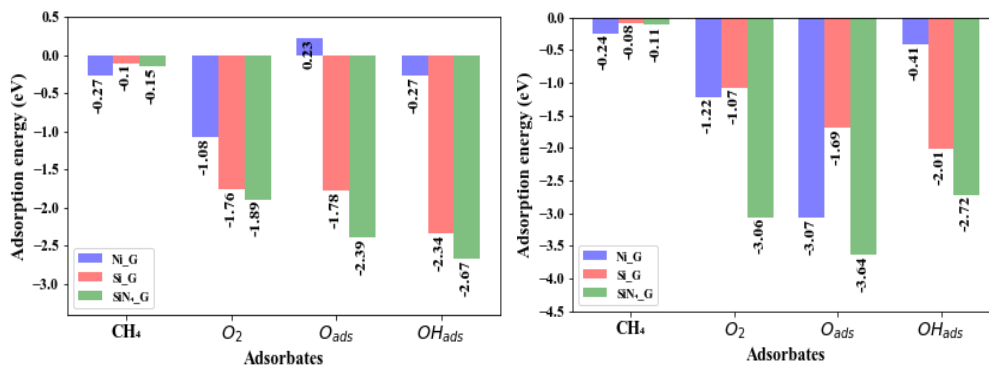 0.5
0.0
−0.5
−1.0
−1.5
−2.0
−2.5
−3.0
Adsorption energy (eV)
-0.27
-0.1
-0.15
-1.08
-1.76
-1.89
0.23
-1.78
-2.39
-0.27
-2.34
-2.67
Ni_G
Si_G
SiN₄_G
CH₄
O₂
O_ads
OH_ads
Adsorbates
0.0
−0.5
−1.0
−1.5
−2.0
−2.5
−3.0
−3.5
−4.0
−4.5
Adsorption energy (eV)
-0.24
-0.08
-0.11
-1.22
-1.07
-3.06
-3.07
-1.69
-3.64
-0.41
-2.01
-2.72
Ni_G
Si_G
SiN₄_G
CH₄
O₂
O_ads
OH_ads
Adsorbates